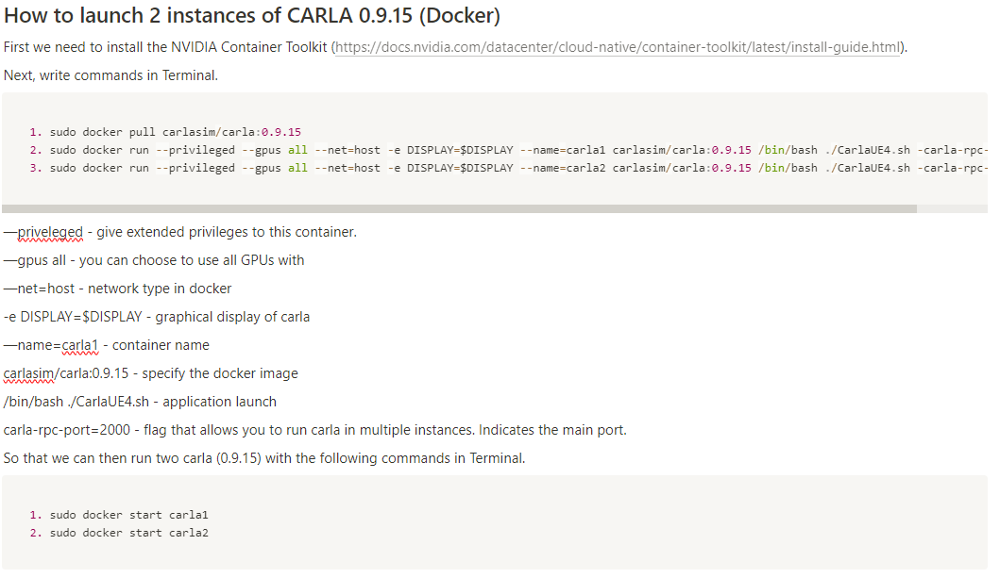 How to launch 2 instances of CARLA 0.9.15 (Docker)
First we need to install the NVIDIA Container Toolkit (https://docs.nvidia.com/datacenter/cloud-native/container-toolkit/latest/install-guide.html).
Next, write commands in Terminal.
1. sudo docker pull carlasim/carla:0.9.15
2. sudo docker run --privileged --gpus all --net=host -e DISPLAY=$DISPLAY --name=carla1 carlasim/carla:0.9.15 /bin/bash ./CarlaUE4.sh -carla-rpc-
3. sudo docker run --privileged --gpus all --net=host -e DISPLAY=$DISPLAY --name=carla2 carlasim/carla:0.9.15 /bin/bash ./CarlaUE4.sh -carla-rpc-
—priveleged - give extended privileges to this container.
—gpus all - you can choose to use all GPUs with
—net=host - network type in docker
-e DISPLAY=$DISPLAY - graphical display of carla
—name=carla1 - container name
carlasim/carla:0.9.15 - specify the docker image
/bin/bash ./CarlaUE4.sh - application launch
carla-rpc-port=2000 - flag that allows you to run carla in multiple instances. Indicates the main port.
So that we can then run two carla (0.9.15) with the following commands in Terminal.
1. sudo docker start carla1
2. sudo docker start carla2